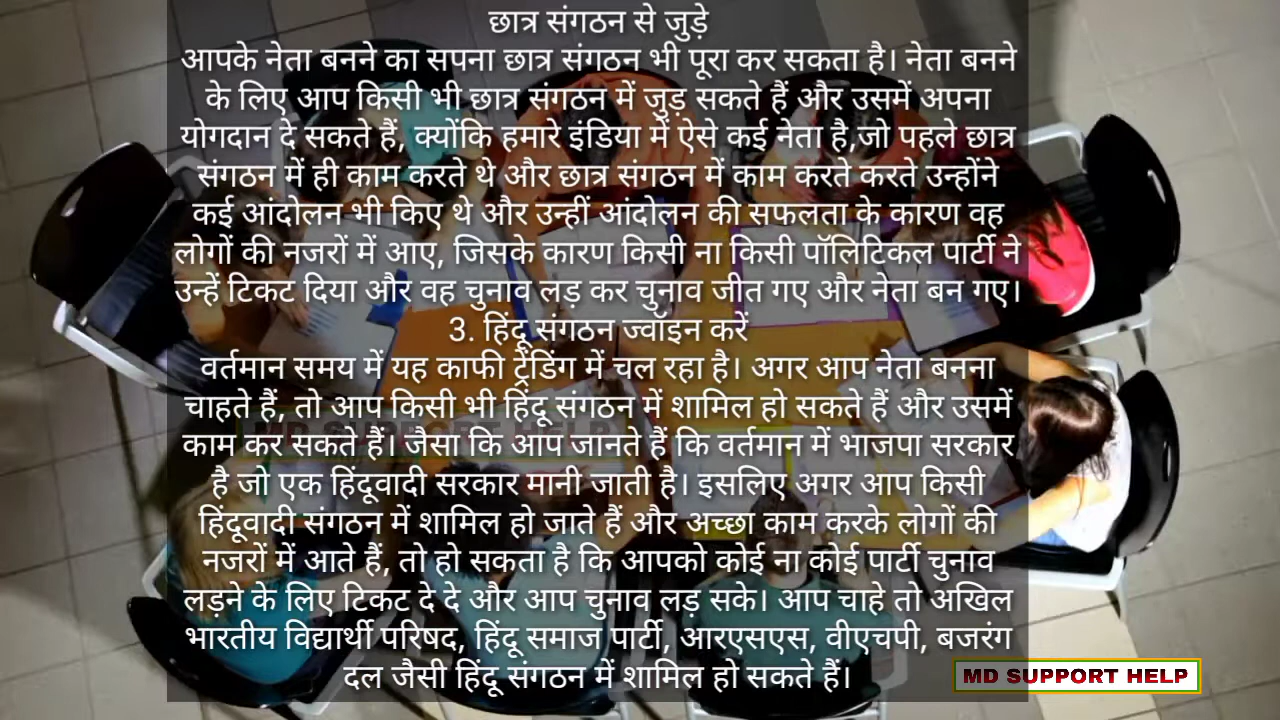 छात्र संगठन से जुड़े
आपके नेता बनने का सपना छात्र संगठन भी पूरा कर सकता है। नेता बनने
के लिए आप किसी भी छात्र संगठन में जुड़ सकते हैं और उसमें अपना
योगदान दे सकते हैं, क्योंकि हमारे इंडिया में ऐसे कई नेता है,जो पहले छात्र
संगठन में ही काम करते थे और छात्र संगठन में काम करते करते उन्होंने
कई आंदोलन भी किए थे और उन्हीं आंदोलन की सफलता के कारण वह
लोगों की नजरों में आए, जिसके कारण किसी ना किसी पॉलिटिकल पार्टी ने
उन्हें टिकट दिया और वह चुनाव लड़ कर चुनाव जीत गए और नेता बन गए।
3. हिंदू संगठन ज्वॉइन करें
वर्तमान समय में यह काफी ट्रेंडिंग में चल रहा है। अगर आप नेता बनना
चाहते हैं, तो आप किसी भी हिंदू संगठन में शामिल हो सकते हैं और उसमें
काम कर सकते हैं। जैसा कि आप जानते हैं कि वर्तमान में भाजपा सरकार
है जो एक हिंदूवादी सरकार मानी जाती है। इसलिए अगर आप किसी
हिंदूवादी संगठन में शामिल हो जाते हैं और अच्छा काम करके लोगों की
नजरों में आते हैं, तो हो सकता है कि आपको कोई ना कोई पार्टी चुनाव
लड़ने के लिए टिकट दे दे और आप चुनाव लड़ सके। आप चाहे तो अखिल
भारतीय विद्यार्थी परिषद, हिंदू समाज पार्टी, आरएसएस, वीएचपी, बजरंग
दल जैसी हिंदू संगठन में शामिल हो सकते हैं।
MD SUPPORT HELP
MD SUPPORT HELP